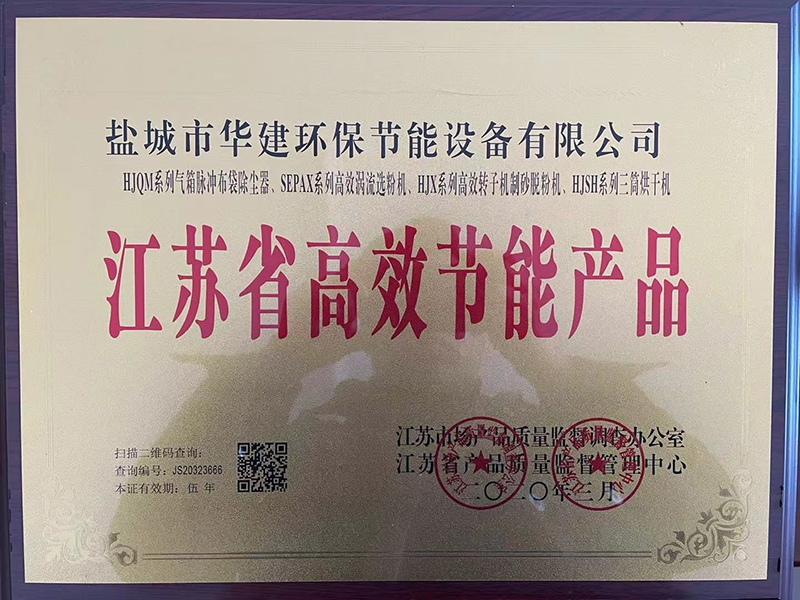 盐城市华建环保节能设备有限公司
HJQM系列气箱脉冲布袋除尘器、SEPAX系列高效涡流选粉机、HJX系列高效转子机制砂脱粉机、HJSH系列三筒烘干机
江苏省高效节能产品
扫描二维码查询:
查询编号: JS20323666
本证有效期: 伍 年
江苏市场产品质量监督调查办公室
江苏省产品质量监督管理中心
二〇二〇年三月